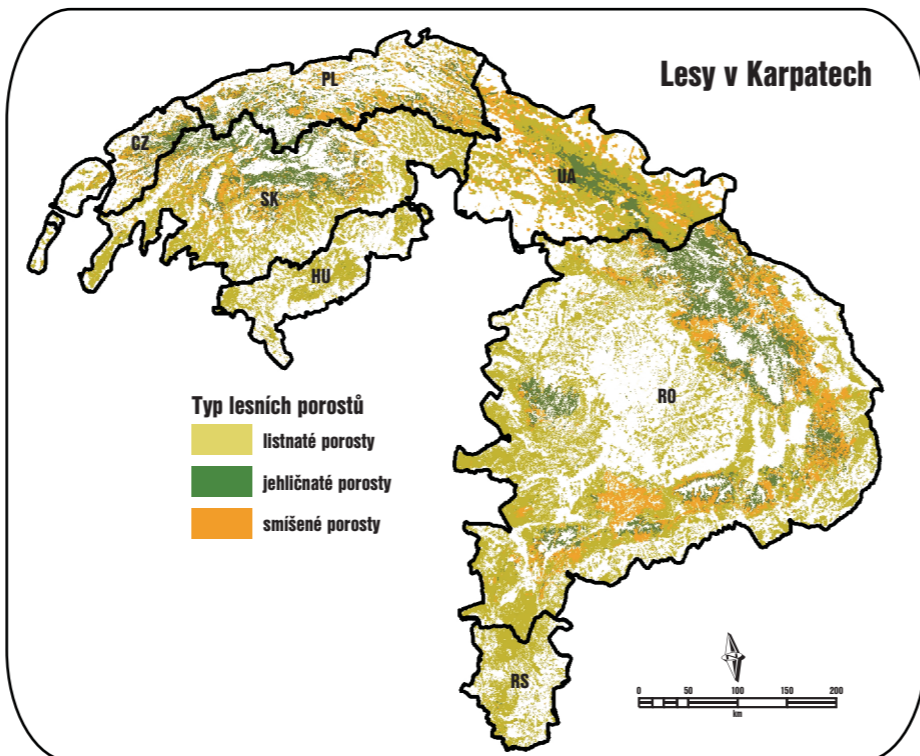 Lesy v Karpatech
PL
CZ
UA
SK
HU
RO
Typ lesních porostů
listnaté porosty
jehličnaté porosty
smíšené porosty
RS
N
0 50 100 150 200
km